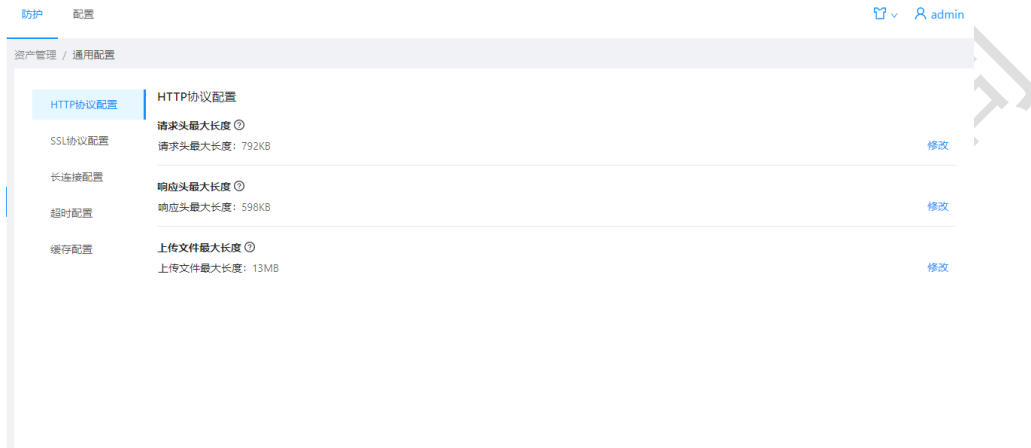 防护 配置 admin
资产管理 / 通用配置
HTTP协议配置
SSL协议配置
长连接配置
超时配置
缓存配置
HTTP协议配置
请求头最大长度
请求头最大长度：792KB 修改
响应头最大长度
响应头最大长度：598KB 修改
上传文件最大长度
上传文件最大长度：13MB 修改